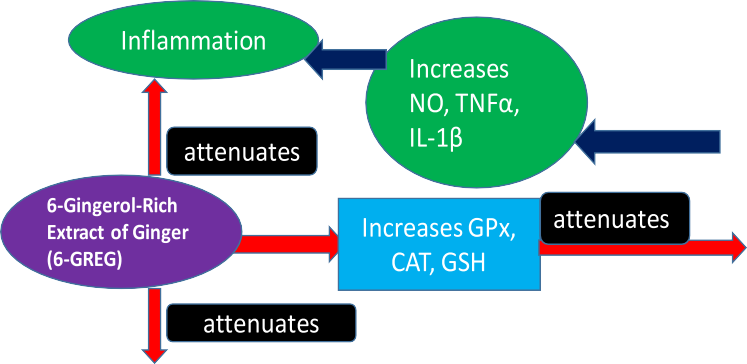 Inflammation
Increases
NO, TNFα,
IL-1β
attenuates
6-Gingerol-Rich
Extract of Ginger
(6-GREG)
Increases GPx,
CAT, GSH
attenuates
attenuates